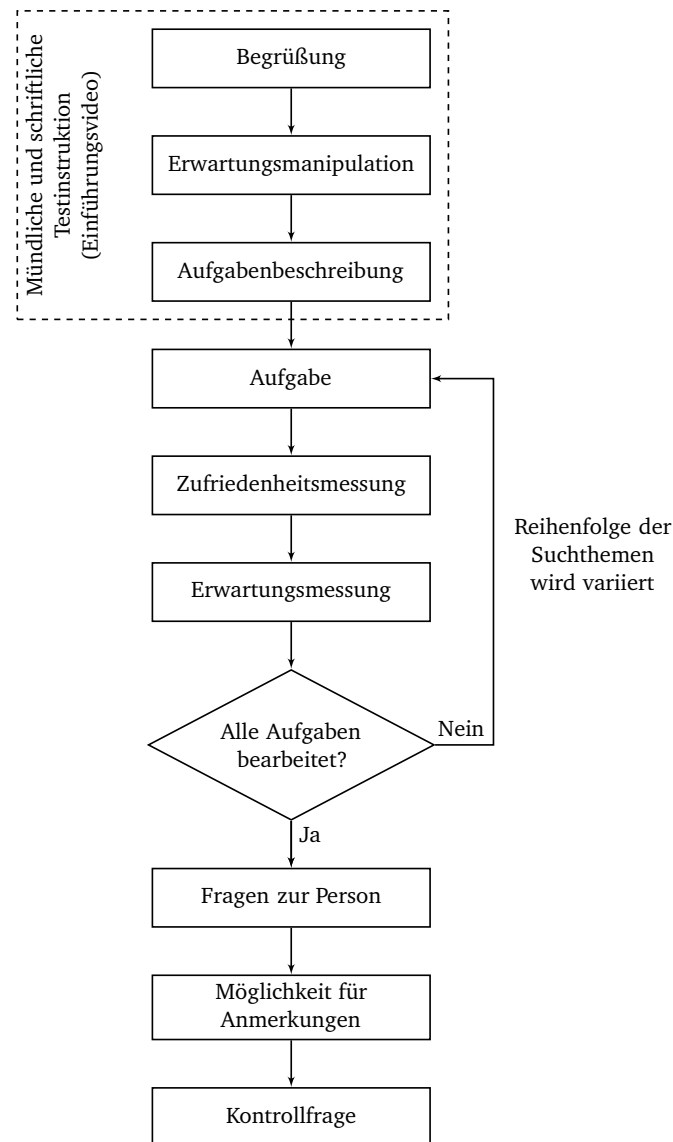 Mündliche und schriftliche
Testinstruktion
(Einführungsvideo)
Begrüßung
Erwartungsmanipulation
Aufgabenbeschreibung
Aufgabe
Zufriedenheitsmessung
Erwartungsmessung
Reihenfolge der
Suchthemen
wird variiert
Alle Aufgaben
bearbeitet?
Nein
Ja
Fragen zur Person
Möglichkeit für
Anmerkungen
Kontrollfrage